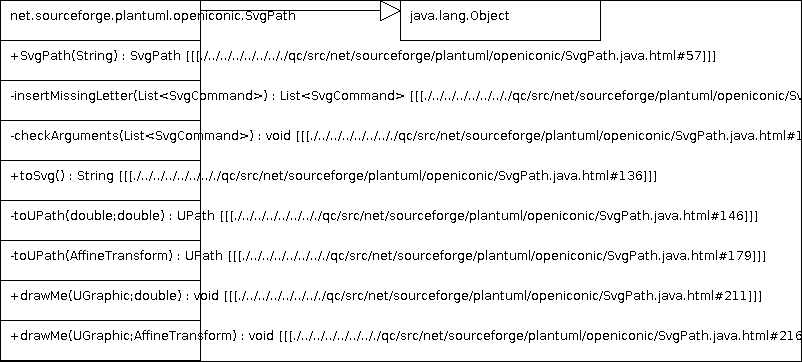 net.sourceforge.plantuml.openiconic.SvgPath
java.lang.Object
+SvgPath(String) : SvgPath [[[./../../../../../../qc/src/net/sourceforge/plantuml/openiconic/SvgPath.java.html#57]]]
-insertMissingLetter(List<SvgCommand>) : List<SvgCommand> [[[./../../../../../../qc/src/net/sourceforge/plantuml/openiconic/Sv
-checkArguments(List<SvgCommand>) : void [[[./../../../../../../qc/src/net/sourceforge/plantuml/openiconic/SvgPath.java.html#1
+toSvg() : String [[[./../../../../../../qc/src/net/sourceforge/plantuml/openiconic/SvgPath.java.html#136]]]
-toUPath(double;double) : UPath [[[./../../../../../../qc/src/net/sourceforge/plantuml/openiconic/SvgPath.java.html#146]]]
-toUPath(AffineTransform) : UPath [[[./../../../../../../qc/src/net/sourceforge/plantuml/openiconic/SvgPath.java.html#179]]]
+drawMe(UGraphic;double) : void [[[./../../../../../../qc/src/net/sourceforge/plantuml/openiconic/SvgPath.java.html#211]]]
+drawMe(UGraphic;AffineTransform) : void [[[./../../../../../../qc/src/net/sourceforge/plantuml/openiconic/SvgPath.java.html#216